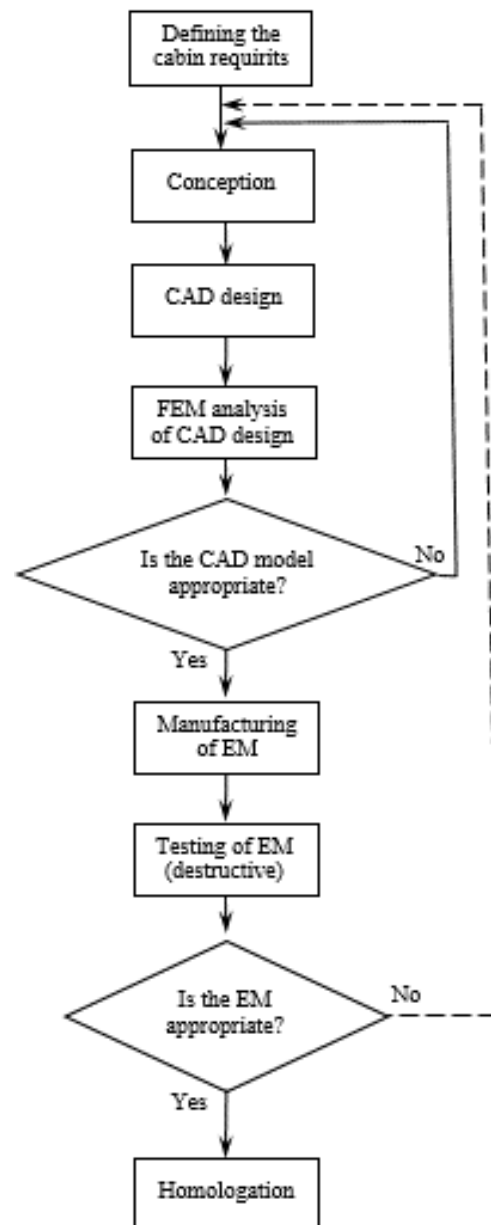 Defining the
cabin requirits
Conception
CAD design
FEM analysis
of CAD design
Is the CAD model
appropriate?
No
Yes
Manufacturing
of EM
Testing of EM
(destructive)
Is the EM
appropriate?
No
Yes
Homologation